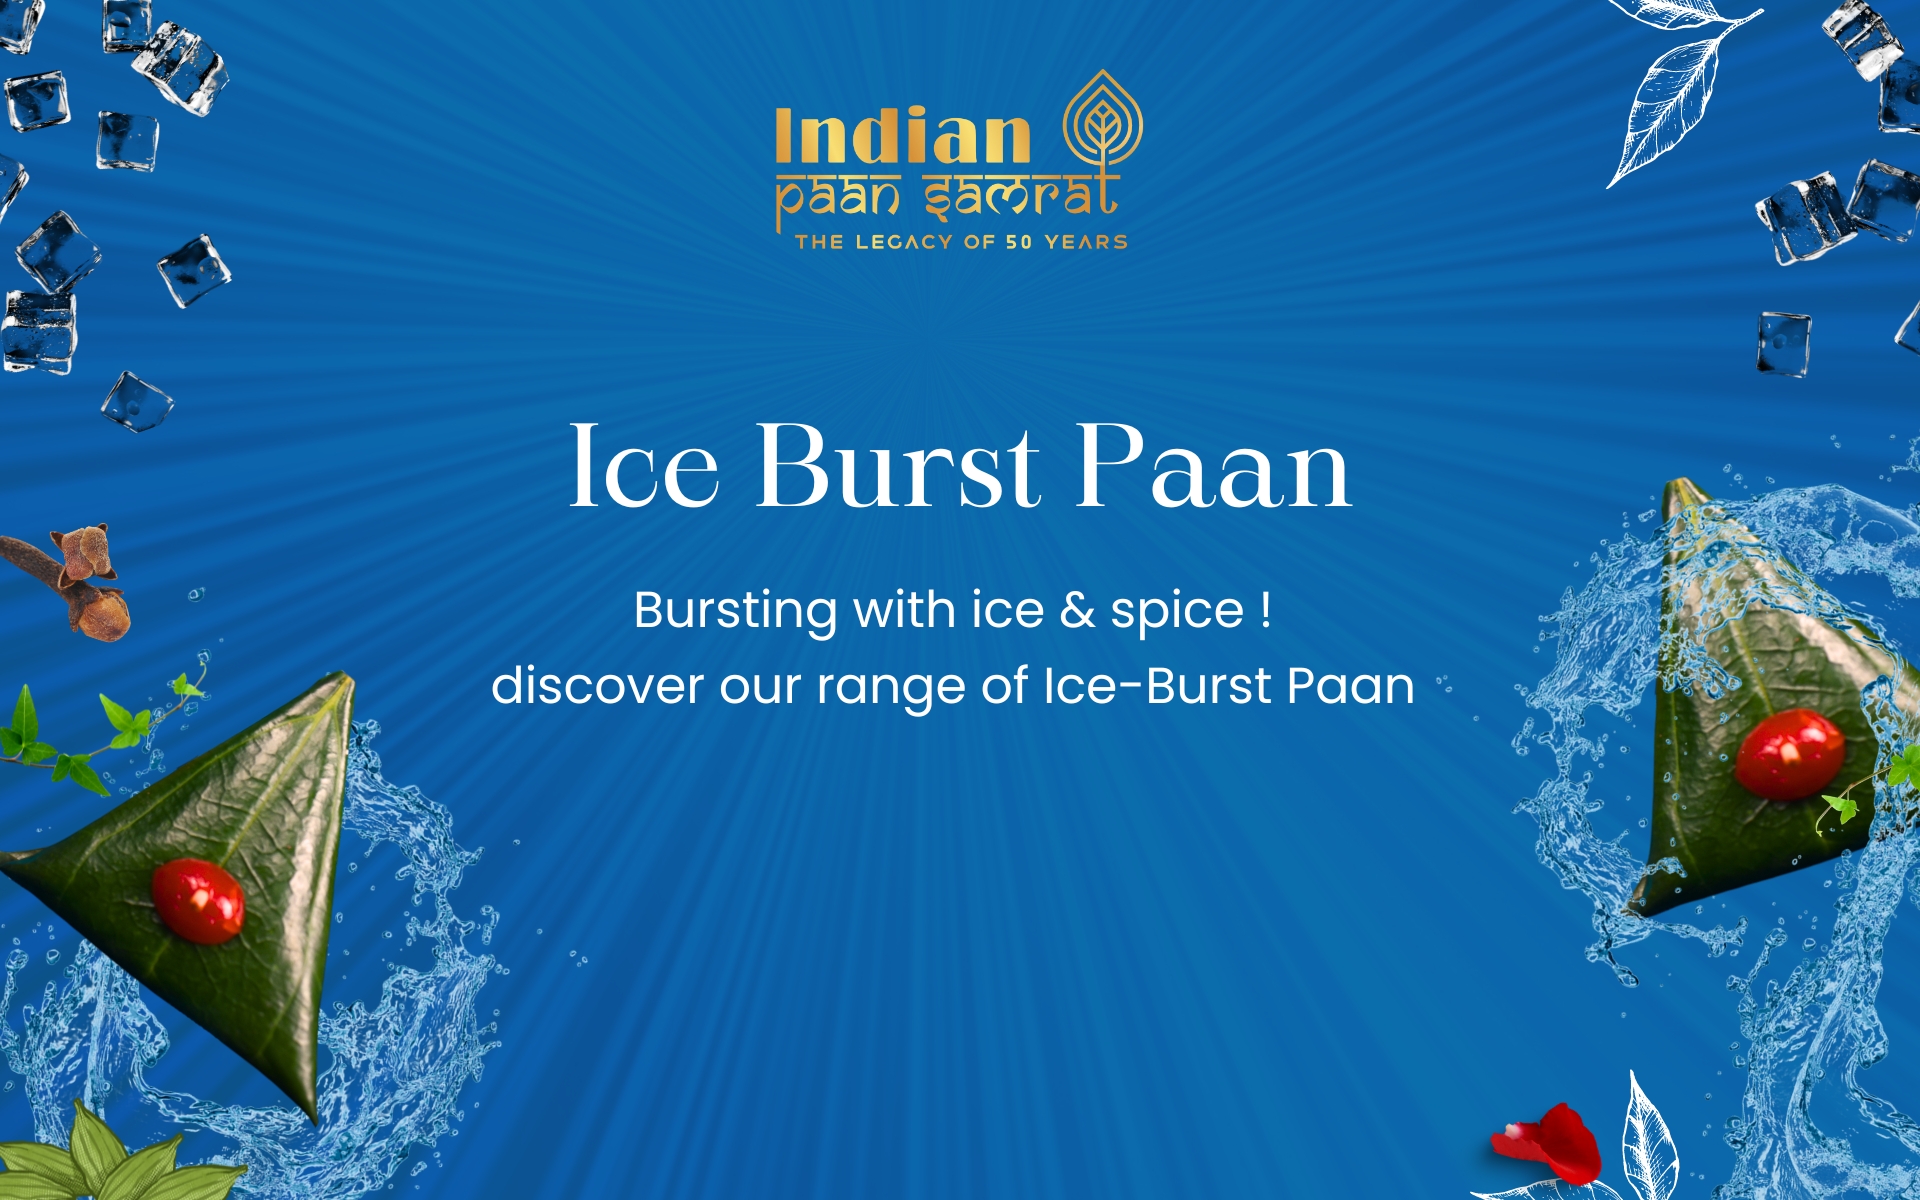 Indian
paan samrat
THE LEGACY OF 50 YEARS
Ice Burst Paan
Bursting with ice & spice !
discover our range of Ice-Burst Paan